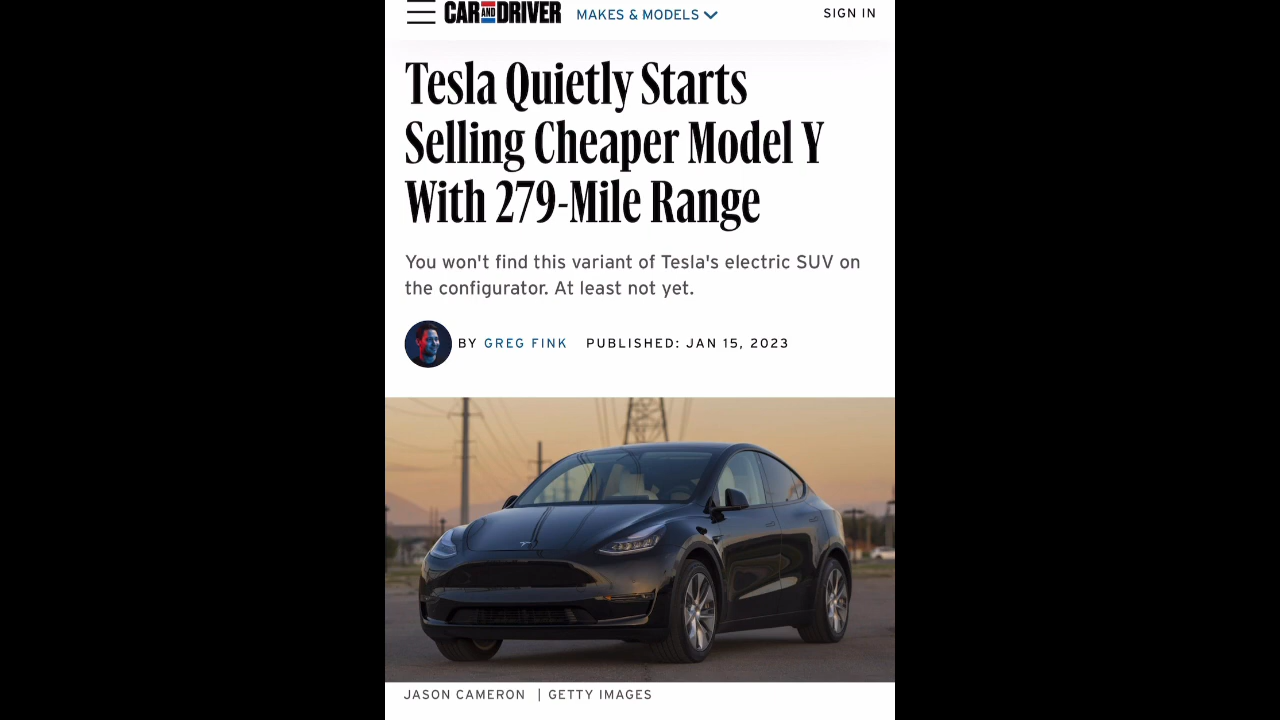 CAR AND DRIVER MAKES & MODELS SIGN IN
Tesla Quietly Starts
Selling Cheaper Model Y
With 279-Mile Range
You won't find this variant of Tesla's electric SUV on
the configurator. At least not yet.
BY GREG FINK PUBLISHED: JAN 15, 2023
JASON CAMERON | GETTY IMAGES